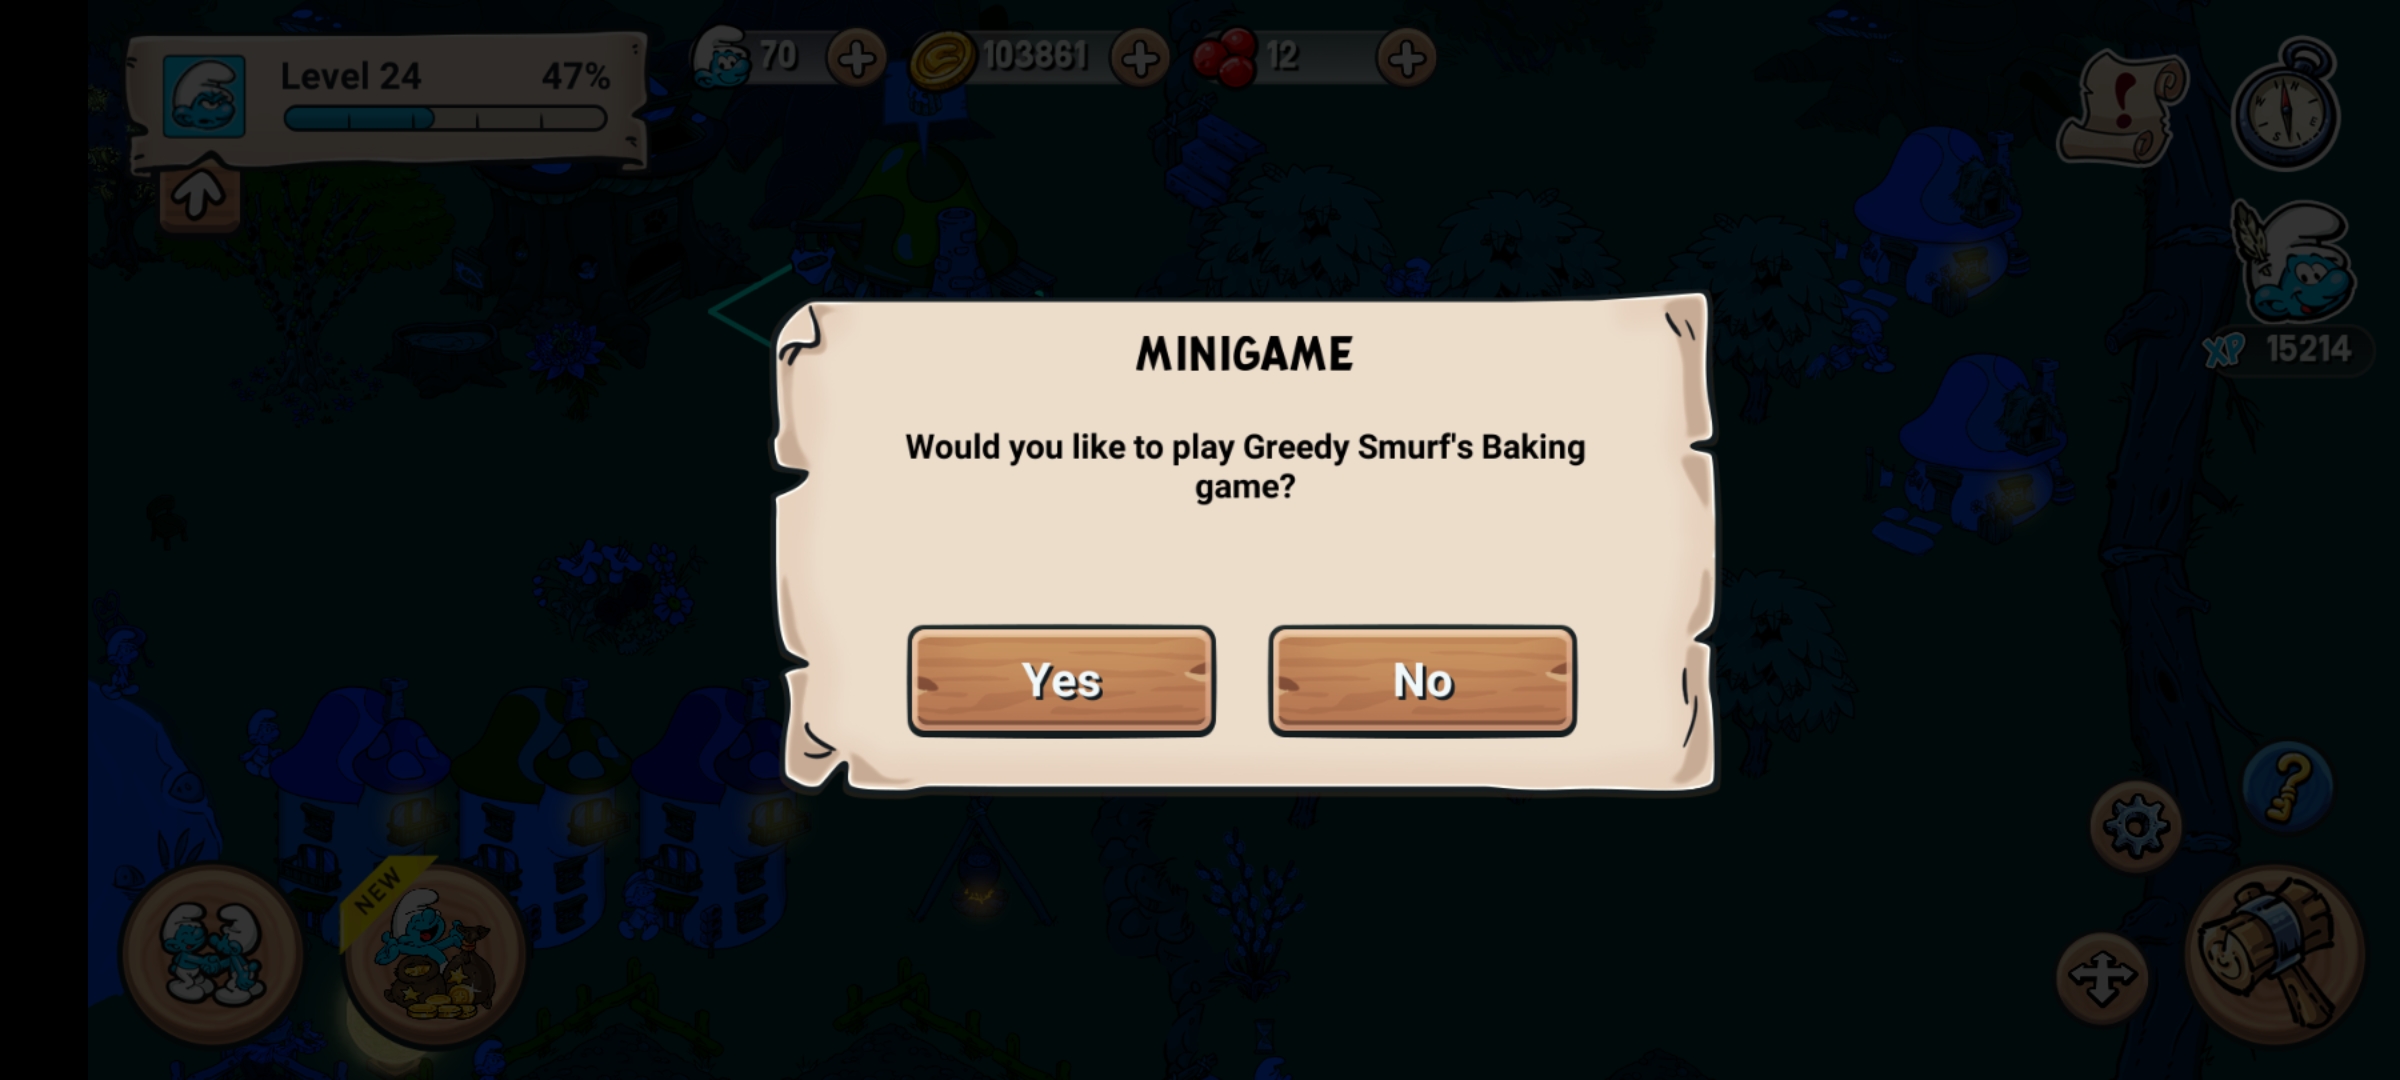 Level 24 47%
70
103861
12
XP 15214
MINIGAME
Would you like to play Greedy Smurf's Baking
game?
Yes No
NEW